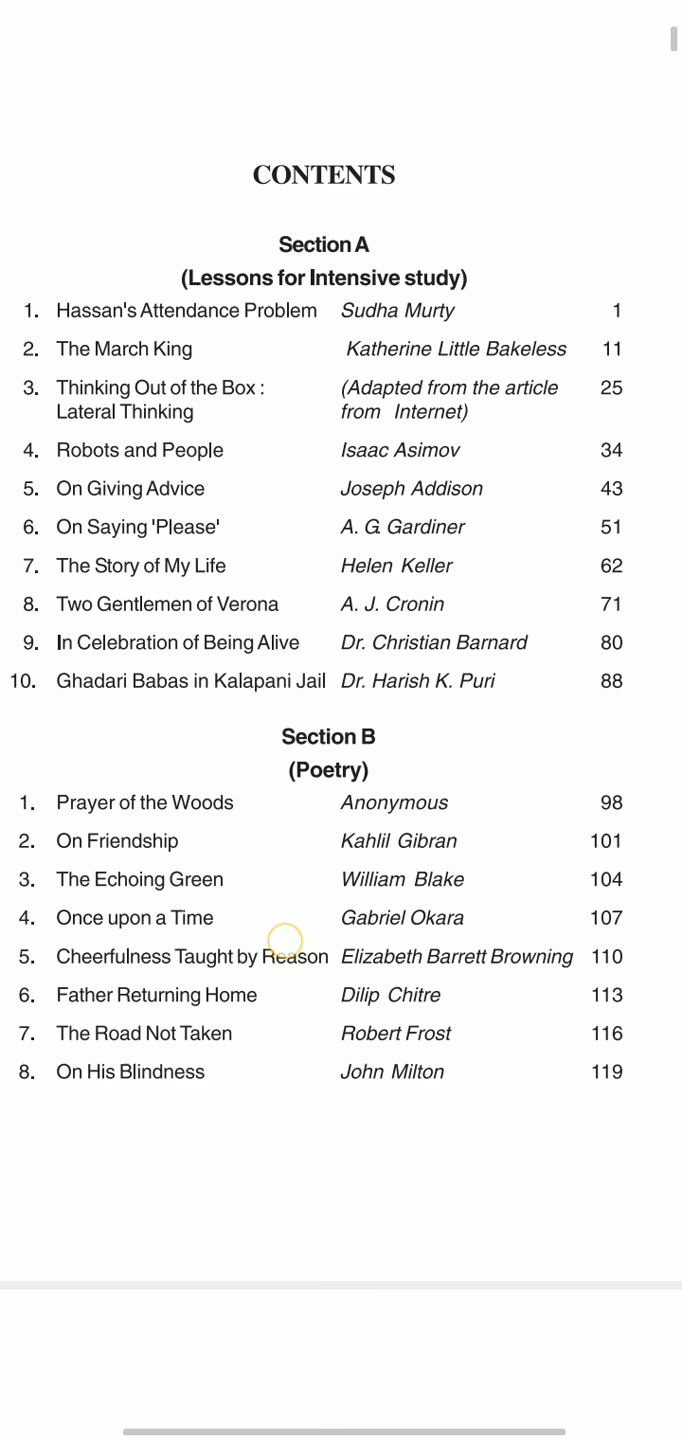 CONTENTS
Section A
(Lessons for Intensive study)
1. Hassan's Attendance Problem Sudha Murty 1
2. The March King Katherine Little Bakeless 11
3. Thinking Out of the Box : (Adapted from the article 25
Lateral Thinking from Internet)
4. Robots and People Isaac Asimov 34
5. On Giving Advice Joseph Addison 43
6. On Saying 'Please' A. G. Gardiner 51
7. The Story of My Life Helen Keller 62
8. Two Gentlemen of Verona A. J. Cronin 71
9. In Celebration of Being Alive Dr. Christian Barnard 80
10. Ghadari Babas in Kalapani Jail Dr. Harish K. Puri 88
Section B
(Poetry)
1. Prayer of the Woods Anonymous 98
2. On Friendship Kahlil Gibran 101
3. The Echoing Green William Blake 104
4. Once upon a Time Gabriel Okara 107
5. Cheerfulness Taught by Reason Elizabeth Barrett Browning 110
6. Father Returning Home Dilip Chitre 113
7. The Road Not Taken Robert Frost 116
8. On His Blindness John Milton 119